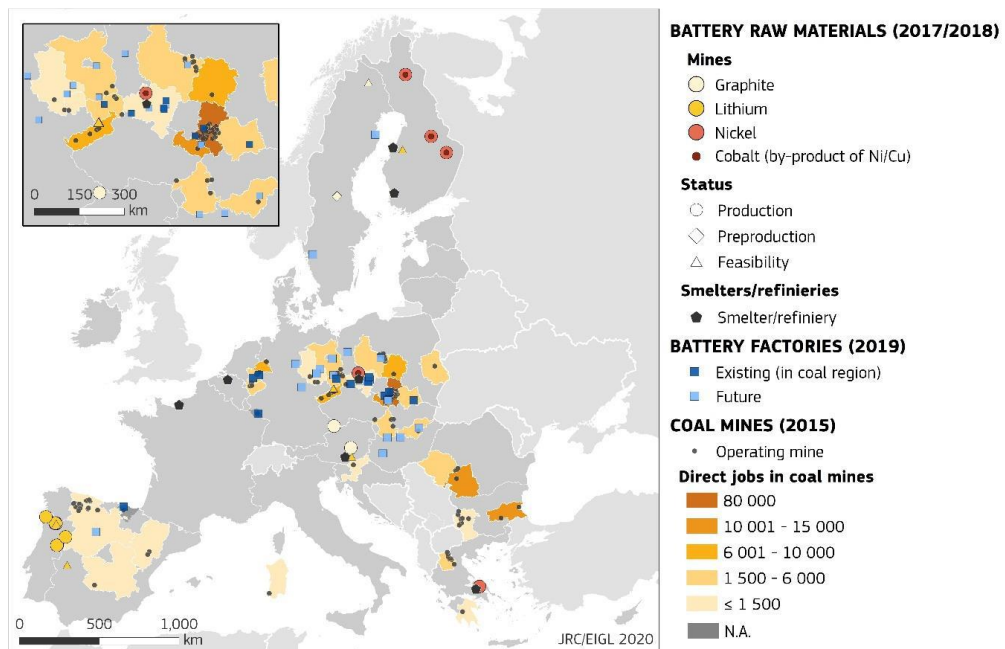 0 150 300
km
0 500 1,000
km
JRC/EIGL 2020
BATTERY RAW MATERIALS (2017/2018)
Mines
Graphite
Lithium
Nickel
Cobalt (by-product of Ni/Cu)
Status
Production
Preproduction
Feasibility
Smelters/refinieries
Smelter/refiniery
BATTERY FACTORIES (2019)
Existing (in coal region)
Future
COAL MINES (2015)
Operating mine
Direct jobs in coal mines
80 000
10 001 - 15 000
6 001 - 10 000
1 500 - 6 000
≤ 1 500
N.A.